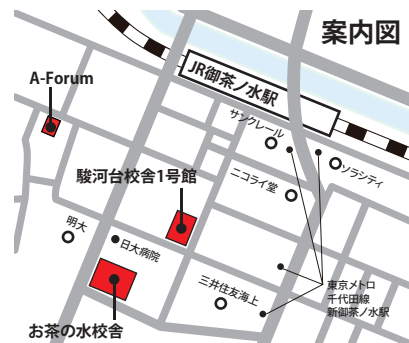 案内図
JR御茶ノ水駅
A-Forum
サンクレール
ソラシティ
駿河台校舎1号館
ニコライ堂
明大
日大病院
三井住友海上
東京メトロ
千代田線
新御茶ノ水駅
お茶の水校舎